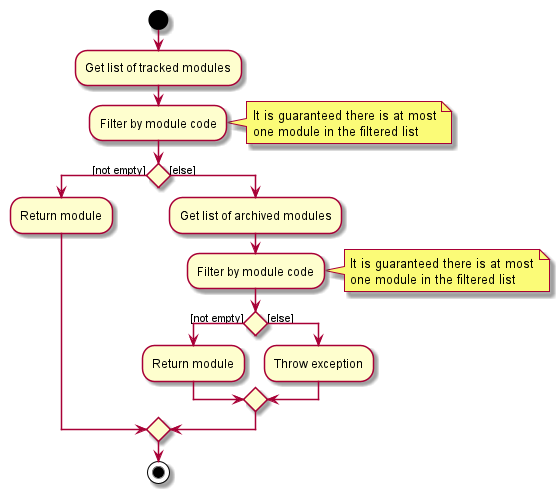 Get list of tracked modules
Filter by module code
It is guaranteed there is at most
one module in the filtered list
[not empty]
[else]
Return module
Get list of archived modules
Filter by module code
It is guaranteed there is at most
one module in the filtered list
[not empty]
[else]
Return module
Throw exception